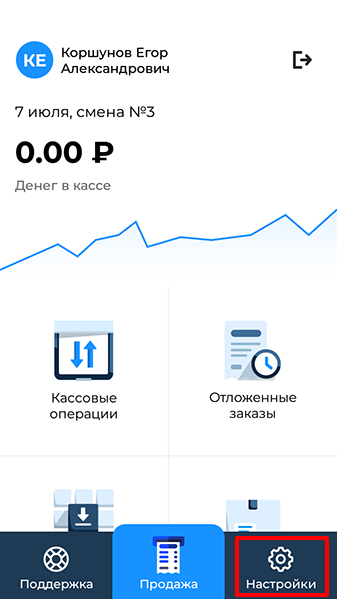 КЕ
Коршунов Егор
Александрович
7 июля, смена №3
0.00 ₽
Денег в кассе
Кассовые
операции
Отложенные
заказы
Поддержка
Продажа
Настройки